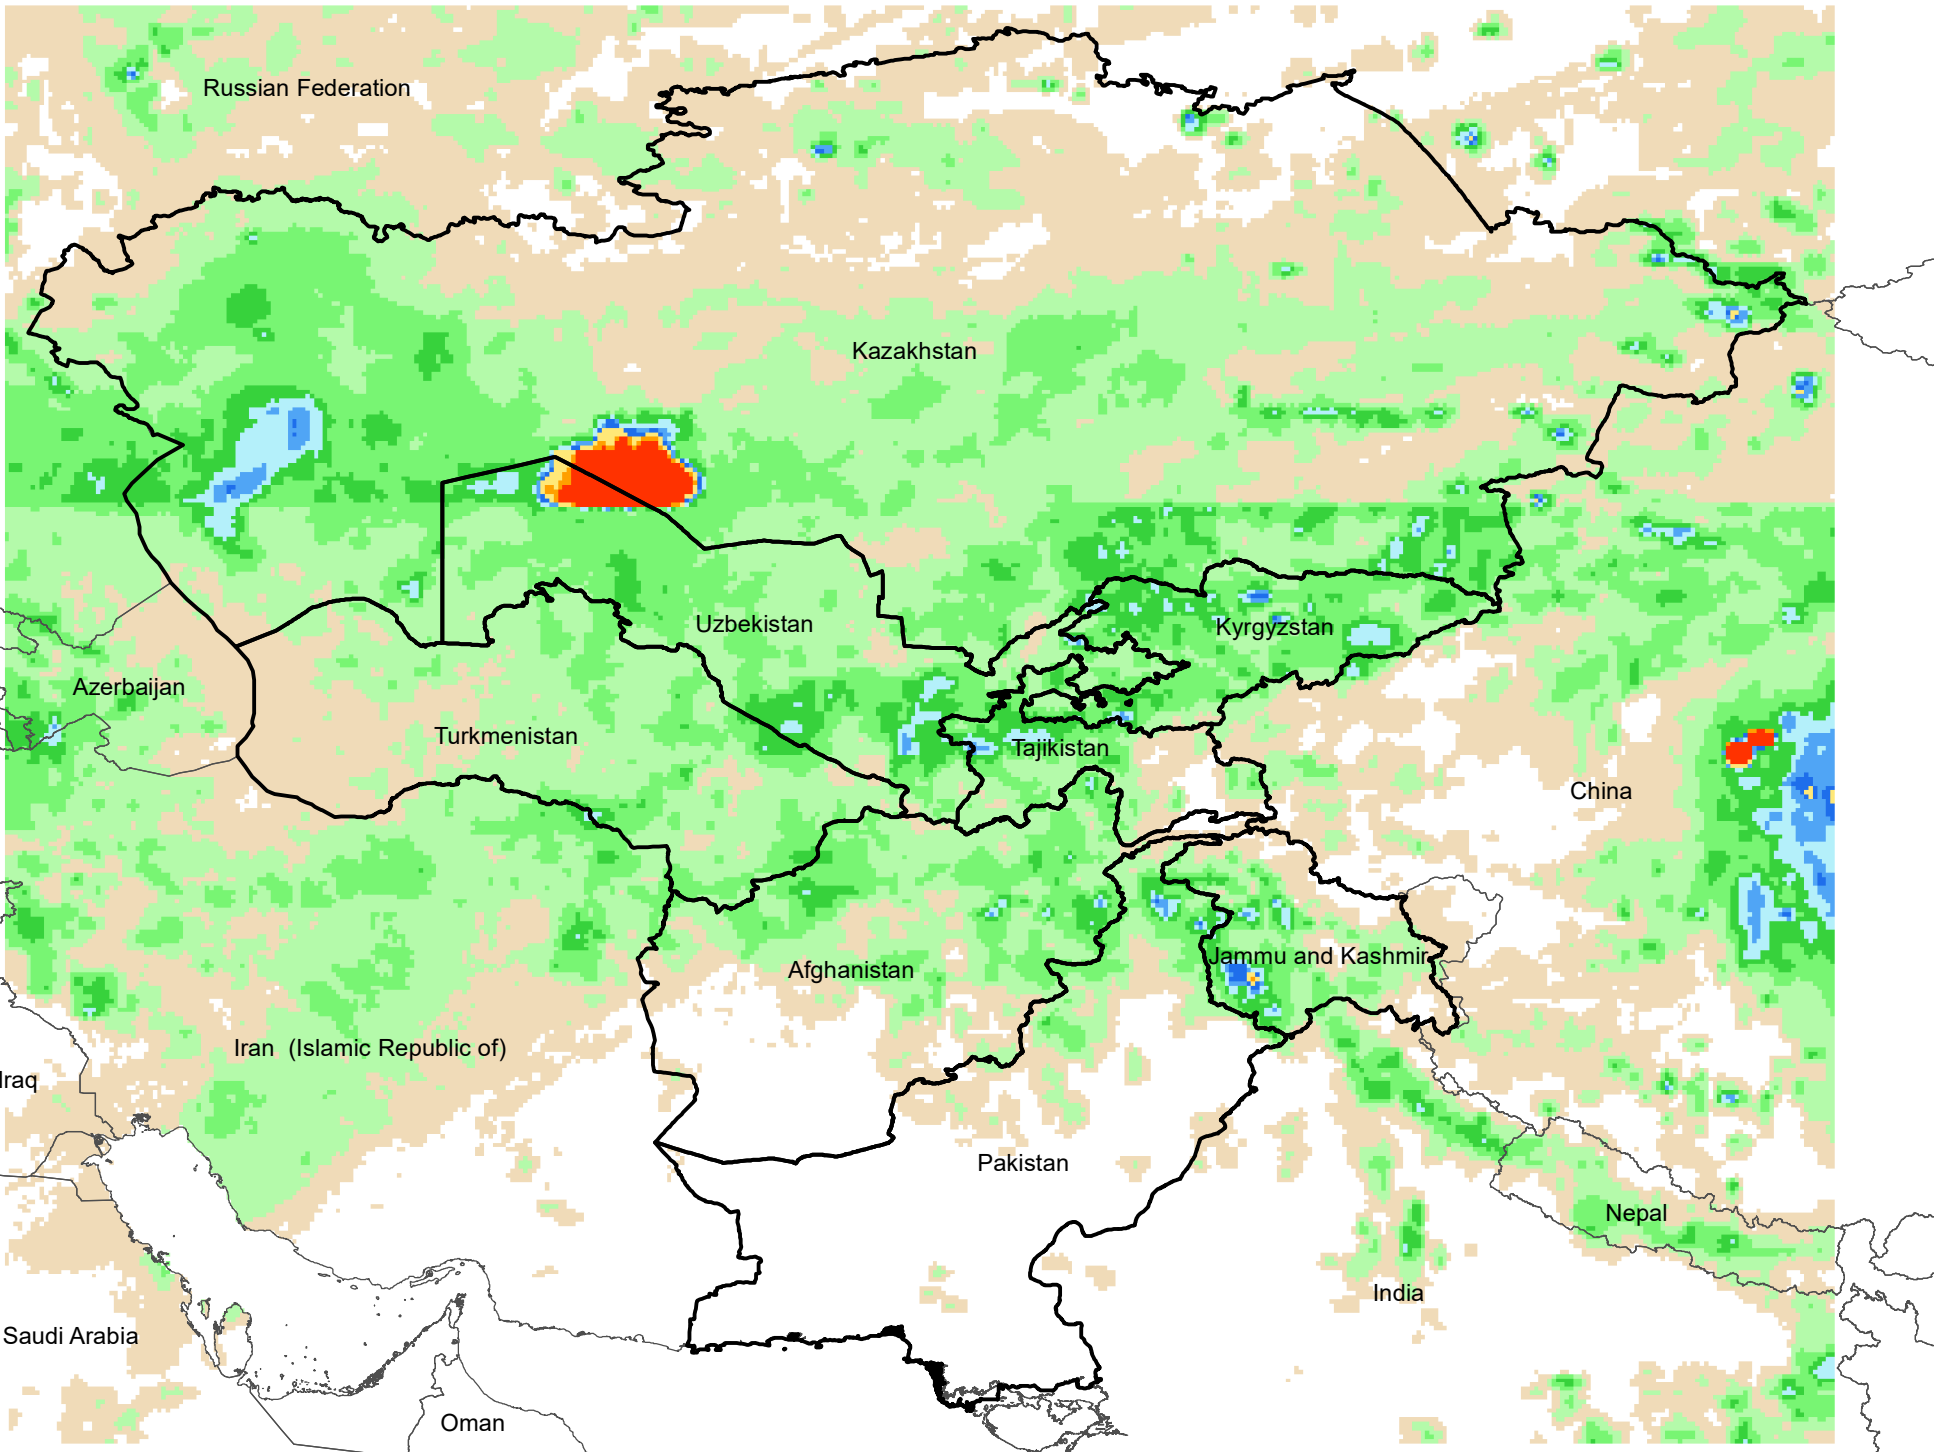 Russian Federation
Kazakhstan
Uzbekistan
Kyrgyzstan
Azerbaijan
Turkmenistan
Tajikistan
China
Afghanistan
Jammu and Kashmir
Iran  (Islamic Republic of)
Iraq
Pakistan
Nepal
India
Saudi Arabia
Oman